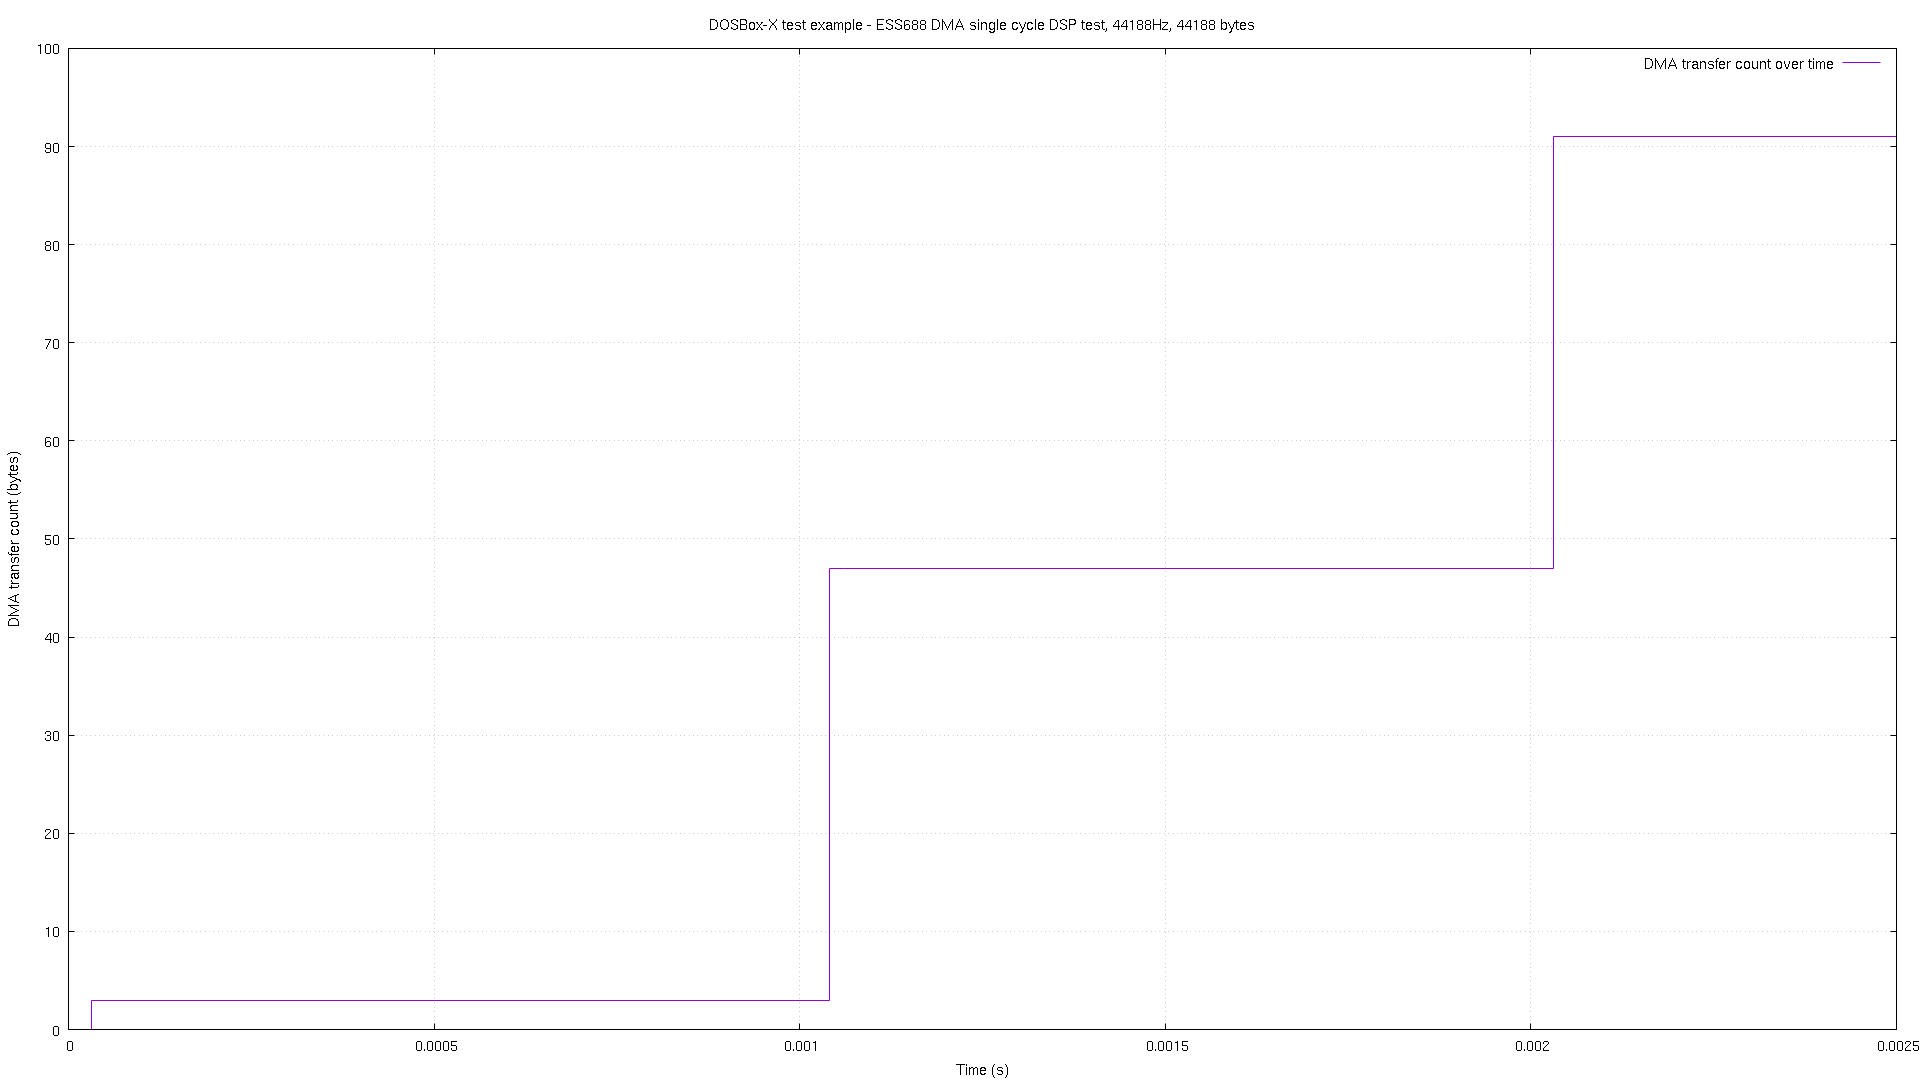 DOSBox-X test example - ESS688 DMA single cycle DSP test, 44188Hz, 44188 bytes
DMA transfer count over time
100
90
80
70
60
50
40
30
20
10
0
DMA transfer count (bytes)
0 0.0005 0.001 0.0015 0.002 0.0025
Time (s)